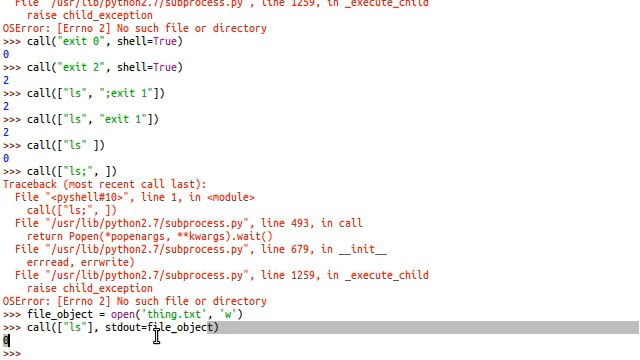 File "/usr/lib/python2.7/subprocess.py", line 1259, in _execute_child
raise child_exception
OSError: [Errno 2] No such file or directory
>>> call("exit 0", shell=True)
0
>>> call("exit 2", shell=True)
2
>>> call(["ls", ";exit 1"])
2
>>> call(["ls", "exit 1"])
2
>>> call(["ls" ])
0
>>> call(["ls;", ])
Traceback (most recent call last):
File "<pyshell#10>", line 1, in <module>
call(["ls;", ])
File "/usr/lib/python2.7/subprocess.py", line 493, in call
return Popen(*popenargs, **kwargs).wait()
File "/usr/lib/python2.7/subprocess.py", line 679, in __init__
errread, errwrite)
File "/usr/lib/python2.7/subprocess.py", line 1259, in _execute_child
raise child_exception
OSError: [Errno 2] No such file or directory
>>> file_object = open('thing.txt', 'w')
>>> call(["ls"], stdout=file_object)
0
>>>